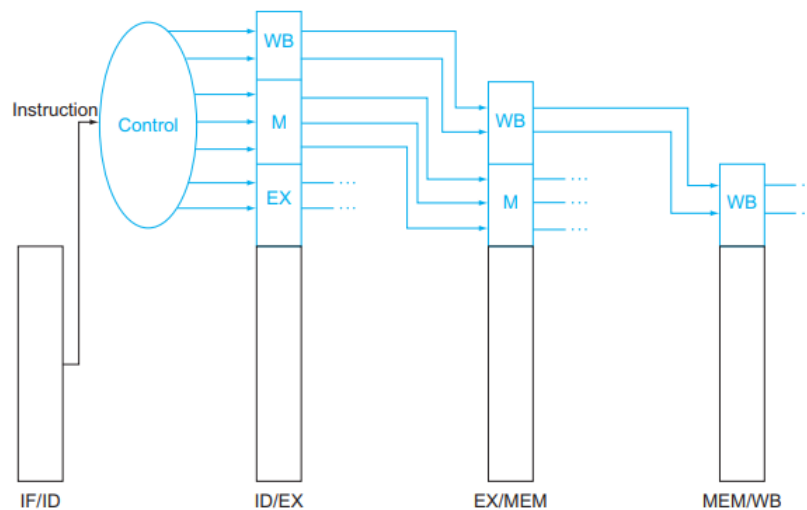 WB
Instruction
Control
M
WB
EX
M
WB
IF/ID
ID/EX
EX/MEM
MEM/WB